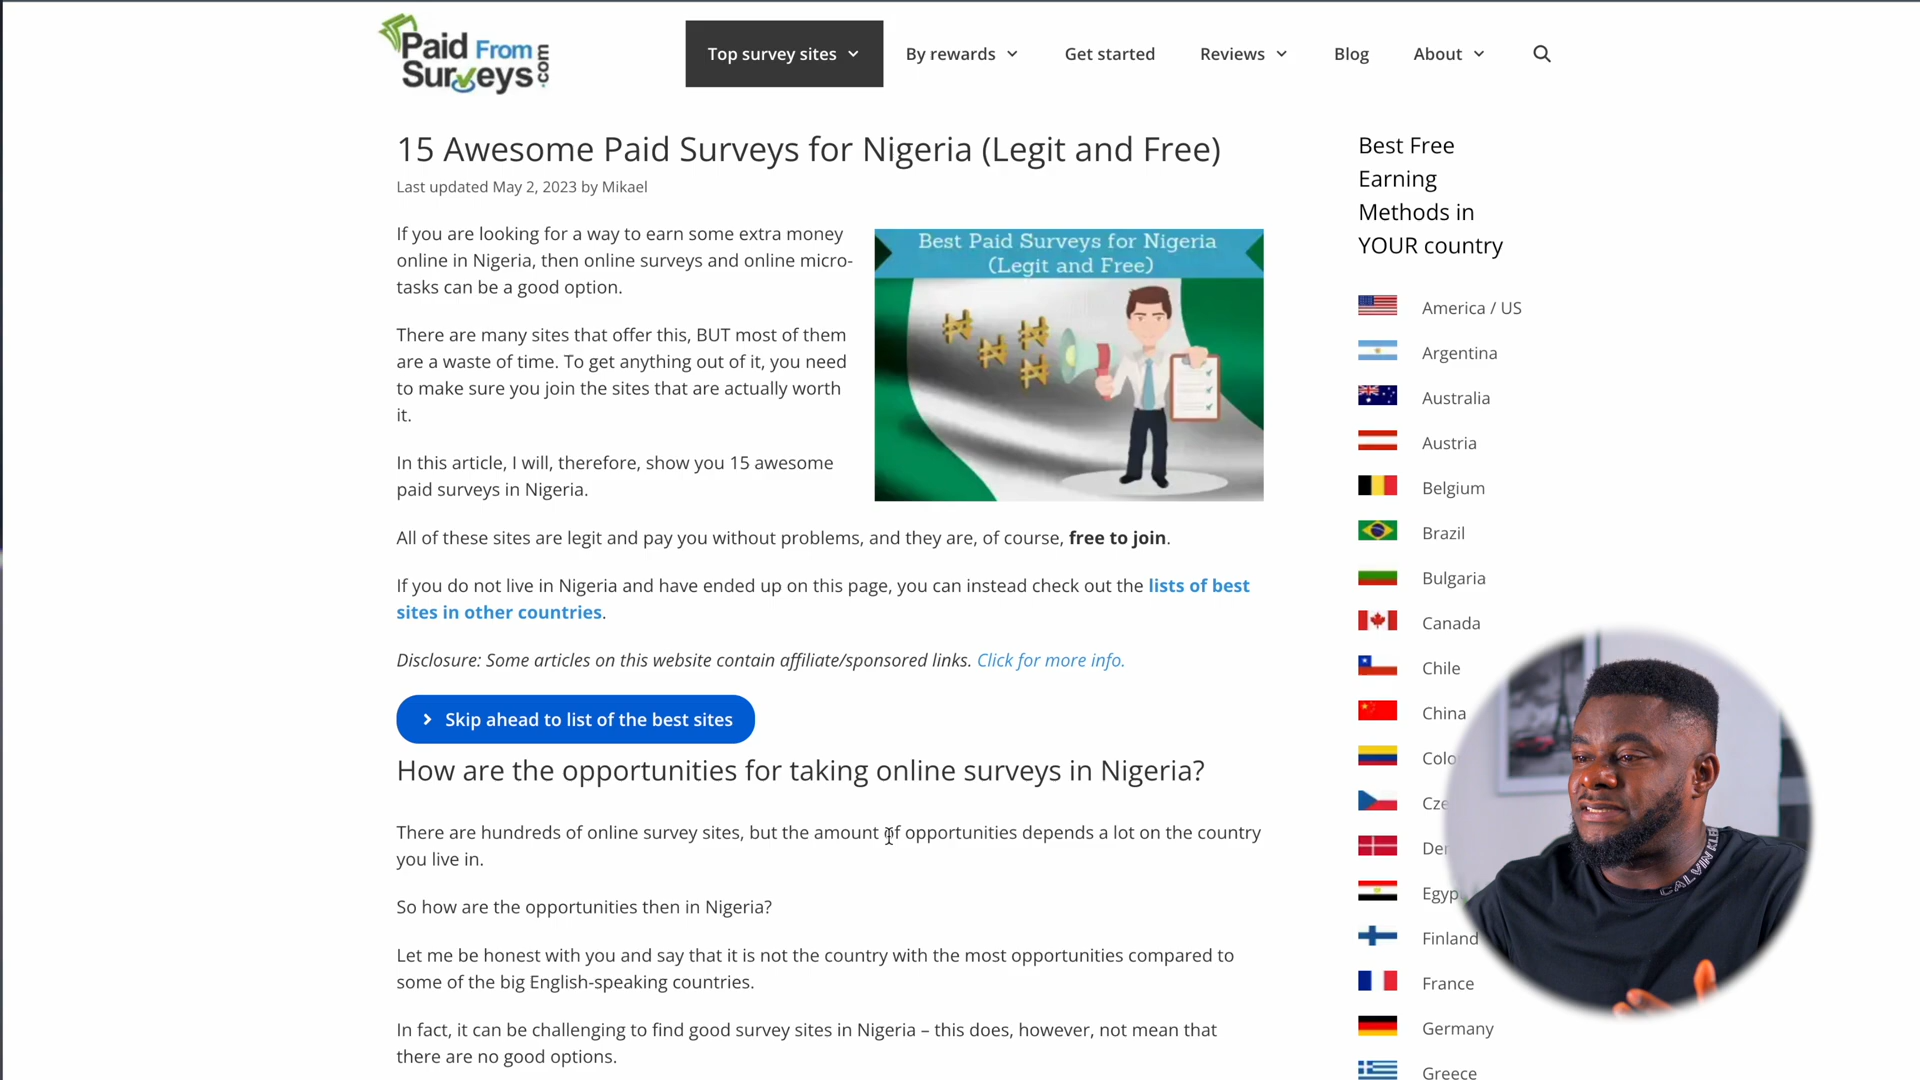 Paid From
Surveys
.com
Top survey sites
By rewards
Get started
Reviews
Blog
About
15 Awesome Paid Surveys for Nigeria (Legit and Free)
Last updated May 2, 2023 by Mikael
If you are looking for a way to earn some extra money
online in Nigeria, then online surveys and online micro-
tasks can be a good option.
There are many sites that offer this, BUT most of them
are a waste of time. To get anything out of it, you need
to make sure you join the sites that are actually worth
it.
In this article, I will, therefore, show you 15 awesome
paid surveys in Nigeria.
Best Paid Surveys for Nigeria
(Legit and Free)
All of these sites are legit and pay you without problems, and they are, of course, free to join.
If you do not live in Nigeria and have ended up on this page, you can instead check out the lists of best
sites in other countries.
Disclosure: Some articles on this website contain affiliate/sponsored links. Click for more info.
Skip ahead to list of the best sites
How are the opportunities for taking online surveys in Nigeria?
There are hundreds of online survey sites, but the amount of opportunities depends a lot on the country
you live in.
So how are the opportunities then in Nigeria?
Let me be honest with you and say that it is not the country with the most opportunities compared to
some of the big English-speaking countries.
In fact, it can be challenging to find good survey sites in Nigeria – this does, however, not mean that
there are no good options.
Best Free
Earning
Methods in
YOUR country
America / US
Argentina
Australia
Austria
Belgium
Brazil
Bulgaria
Canada
Chile
China
Colo
Cze
Der
Egyp
Finland
France
Germany
Greece
CALVIN KLEIN